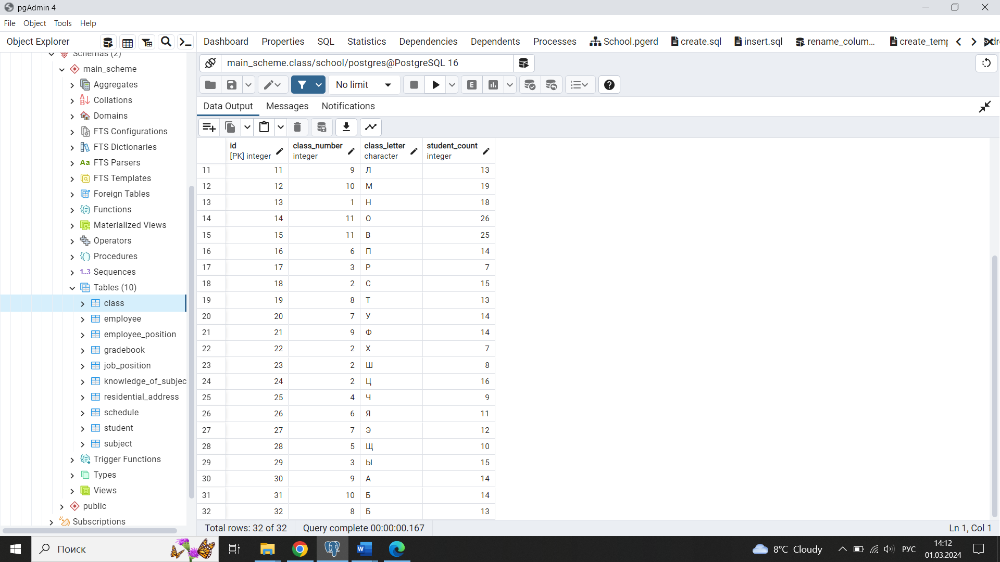 pgAdmin 4
File Object Tools Help
Object Explorer
Dashboard Properties SQL Statistics Dependencies Dependents Processes School.pgerd create.sql insert.sql rename_colum... create_temp
Schemas (2)
main_scheme
Aggregates
Collations
Domains
FTS Configurations
FTS Dictionaries
Aa FTS Parsers
FTS Templates
Foreign Tables
Functions
Materialized Views
Operators
Procedures
1..3 Sequences
Tables (10)
class
employee
employee_position
gradebook
job_position
knowledge_of_subjec
residential_address
schedule
student
subject
Trigger Functions
Types
Views
public
Subscriptions
main_scheme.class/school/postgres@PostgreSQL 16
No limit
E
Data Output Messages Notifications
id class_number class_letter student_count
[PK] integer integer character integer
11 11 9 Л 13
12 12 10 М 19
13 13 1 Н 18
14 14 11 О 26
15 15 11 В 25
16 16 6 П 14
17 17 3 Р 7
18 18 2 С 15
19 19 8 Т 13
20 20 7 У 14
21 21 9 Ф 14
22 22 2 Х 7
23 23 2 Ш 8
24 24 2 Ц 16
25 25 4 Ч 9
26 26 6 Я 11
27 27 7 Э 12
28 28 5 Щ 10
29 29 3 Ы 15
30 30 9 А 14
31 31 10 Б 14
32 32 8 Б 13
Total rows: 32 of 32 Query complete 00:00:00.167 Ln 1, Col 1
Поиск
8°C Cloudy
РУС
14:12
01.03.2024